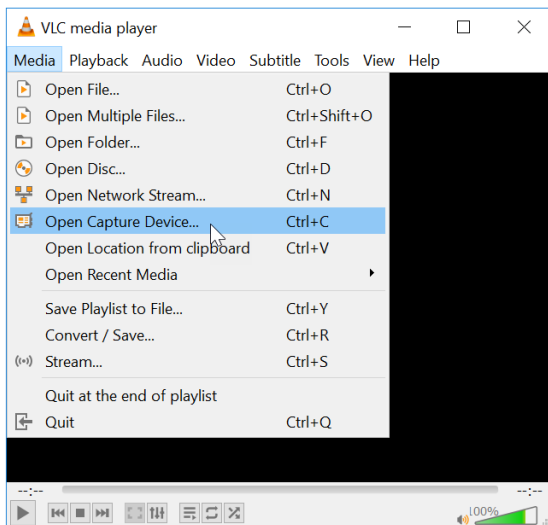 VLC media player
Media Playback Audio Video Subtitle Tools View Help
Open File... Ctrl+O
Open Multiple Files... Ctrl+Shift+O
Open Folder... Ctrl+F
Open Disc... Ctrl+D
Open Network Stream... Ctrl+N
Open Capture Device... Ctrl+C
Open Location from clipboard Ctrl+V
Open Recent Media
Save Playlist to File... Ctrl+Y
Convert / Save... Ctrl+R
Stream... Ctrl+S
Quit at the end of playlist
Quit Ctrl+Q
--:-- --:--
100%